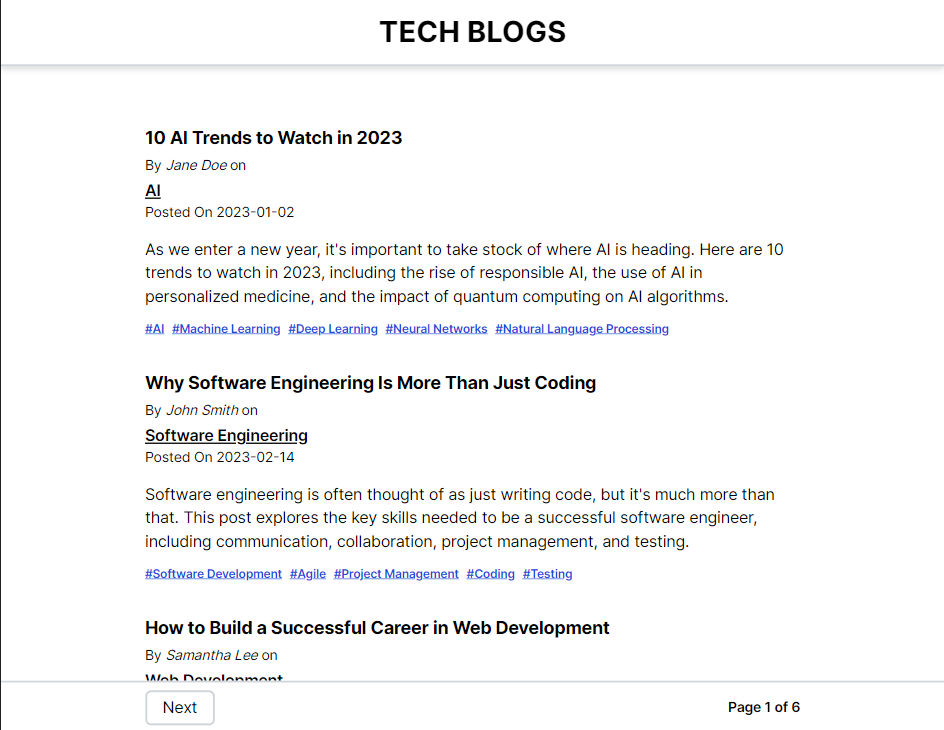 TECH BLOGS
10 AI Trends to Watch in 2023
By Jane Doe on
AI
Posted On 2023-01-02
As we enter a new year, it's important to take stock of where AI is heading. Here are 10
trends to watch in 2023, including the rise of responsible AI, the use of AI in
personalized medicine, and the impact of quantum computing on AI algorithms.
#AI #Machine Learning #Deep Learning #Neural Networks #Natural Language Processing
Why Software Engineering Is More Than Just Coding
By John Smith on
Software Engineering
Posted On 2023-02-14
Software engineering is often thought of as just writing code, but it's much more than
that. This post explores the key skills needed to be a successful software engineer,
including communication, collaboration, project management, and testing.
#Software Development #Agile #Project Management #Coding #Testing
How to Build a Successful Career in Web Development
By Samantha Lee on
Web Development
Next
Page 1 of 6